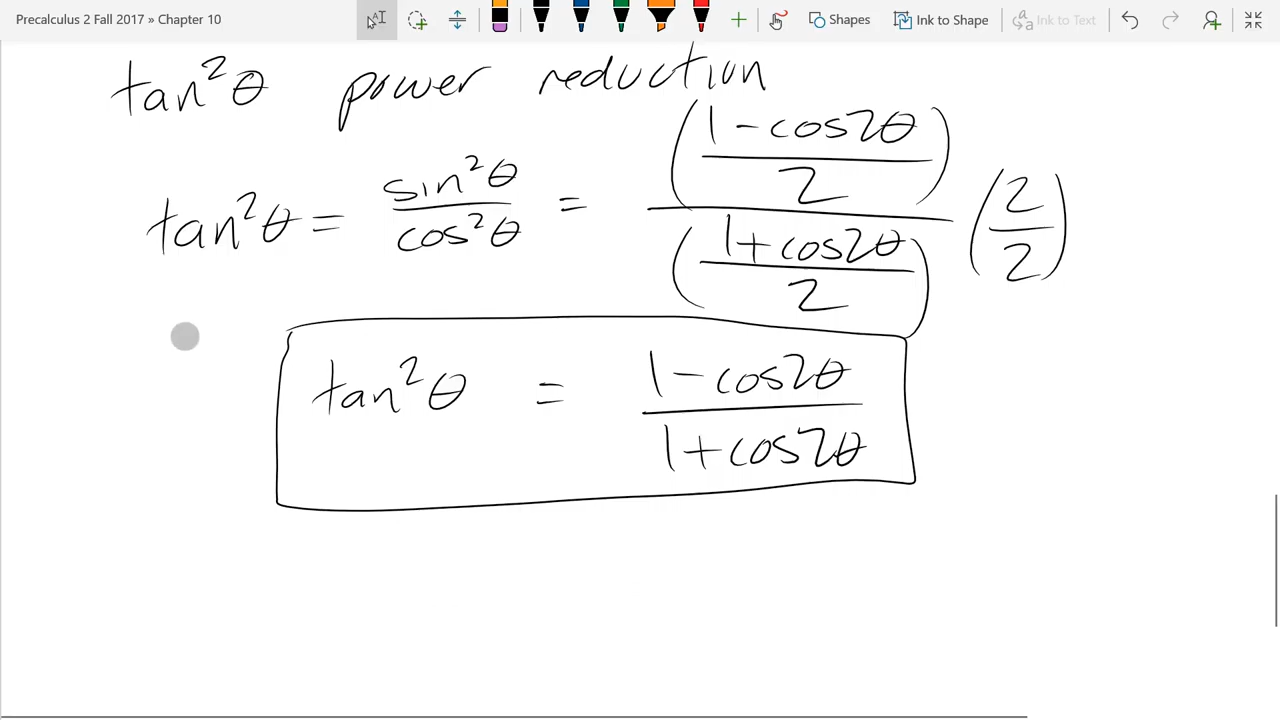 Precalculus 2 Fall 2017 » Chapter 10
Shapes Ink to Shape Ink to Text
tan²θ power reduction
tan²θ = sin²θ/cos²θ = ((1-cos2θ)/2)/((1+cos2θ)/2) (2/2)
tan²θ = (1-cos2θ)/(1+cos2θ)